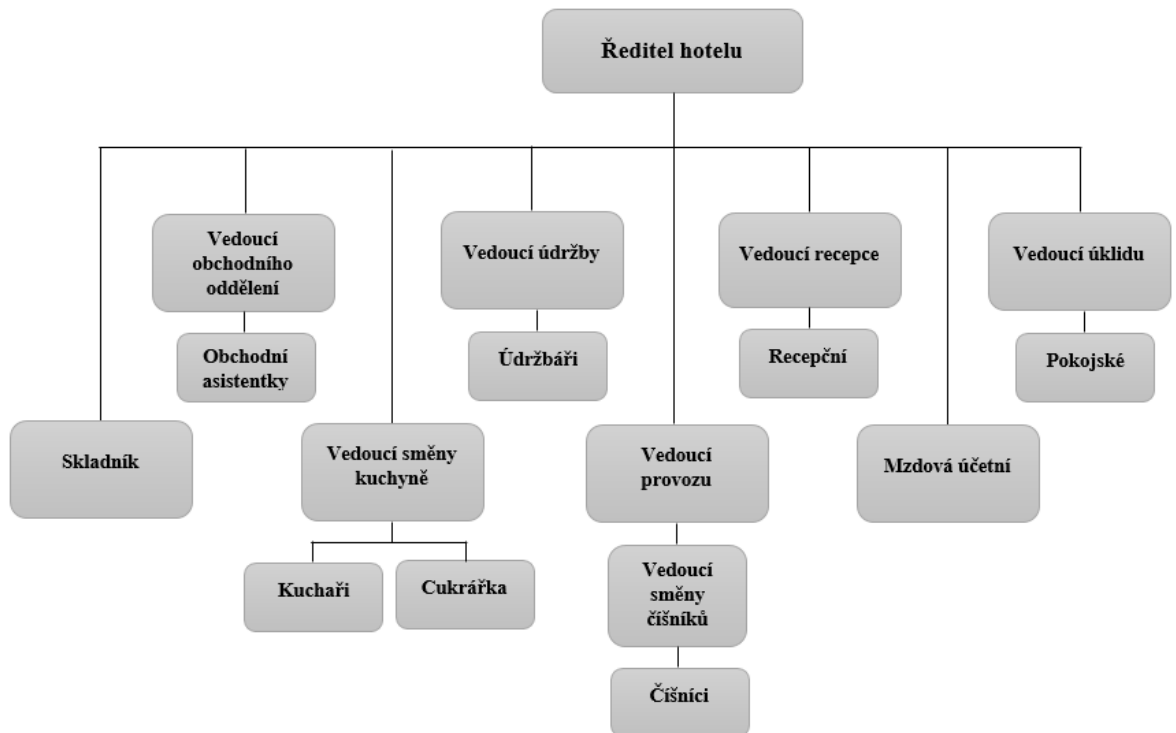 Ředitel hotelu
Vedoucí
obchodního
oddělení
Vedoucí údržby
Vedoucí recepce
Vedoucí úklidu
Obchodní
asistentky
Údržbáři
Recepční
Pokojské
Skladník
Vedoucí směny
kuchyně
Vedoucí
provozu
Mzdová účetní
Kuchaři
Cukrářka
Vedoucí
směny
číšníků
Číšníci